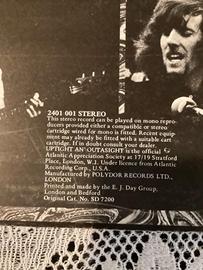 2401 001 STEREO
This stereo record can be played on mono repro-
ducers provided either a compatible or stereo
cartridge wired for mono is fitted. Recent equip-
ment may already be fitted with a suitable cart-
ridge. If in doubt consult your dealer.
UPTIGHT AN'OUTASIGHT is the official
Atlantic Appreciation Society at 17/19 Stratford
Place, London, W.1. Under licence from Atlantic
Recording Corp., U.S.A.
Manufactured by POLYDOR RECORDS LTD.,
LONDON
Printed and made by the E. J. Day Group,
London and Bedford
Original Cat. No. SD 7200